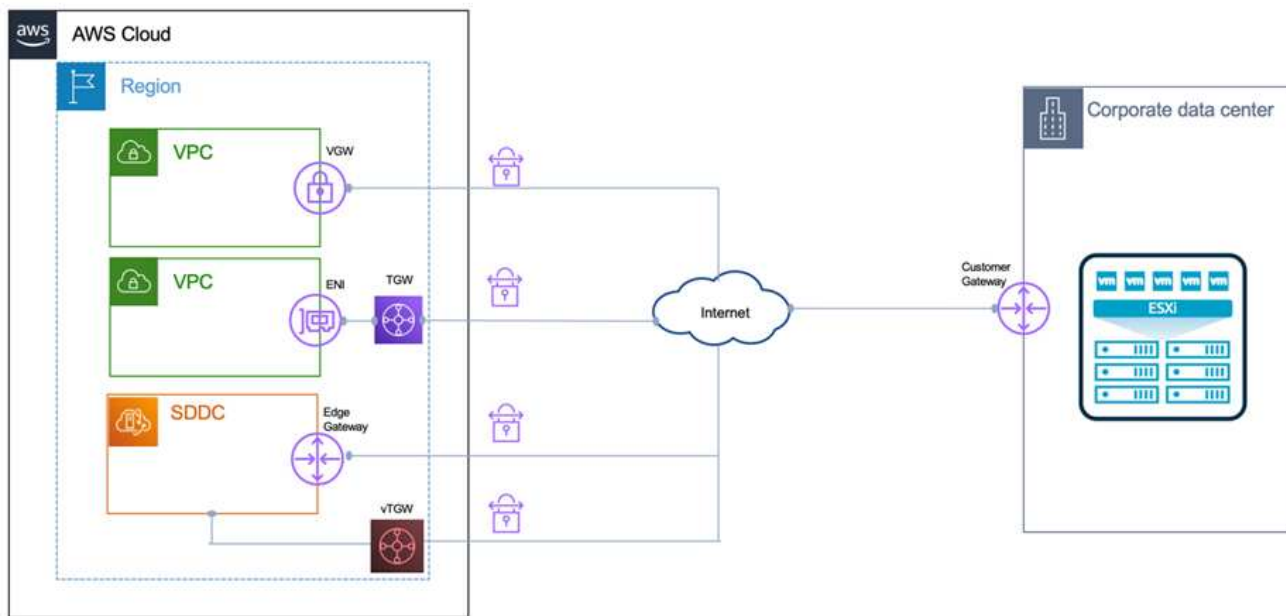 aws
AWS Cloud
Region
VPC
VGW
VPC
ENI
TGW
SDDC
Edge
Gateway
vTGW
Internet
Customer
Gateway
Corporate data center
vm vm vm vm vm
ESXi